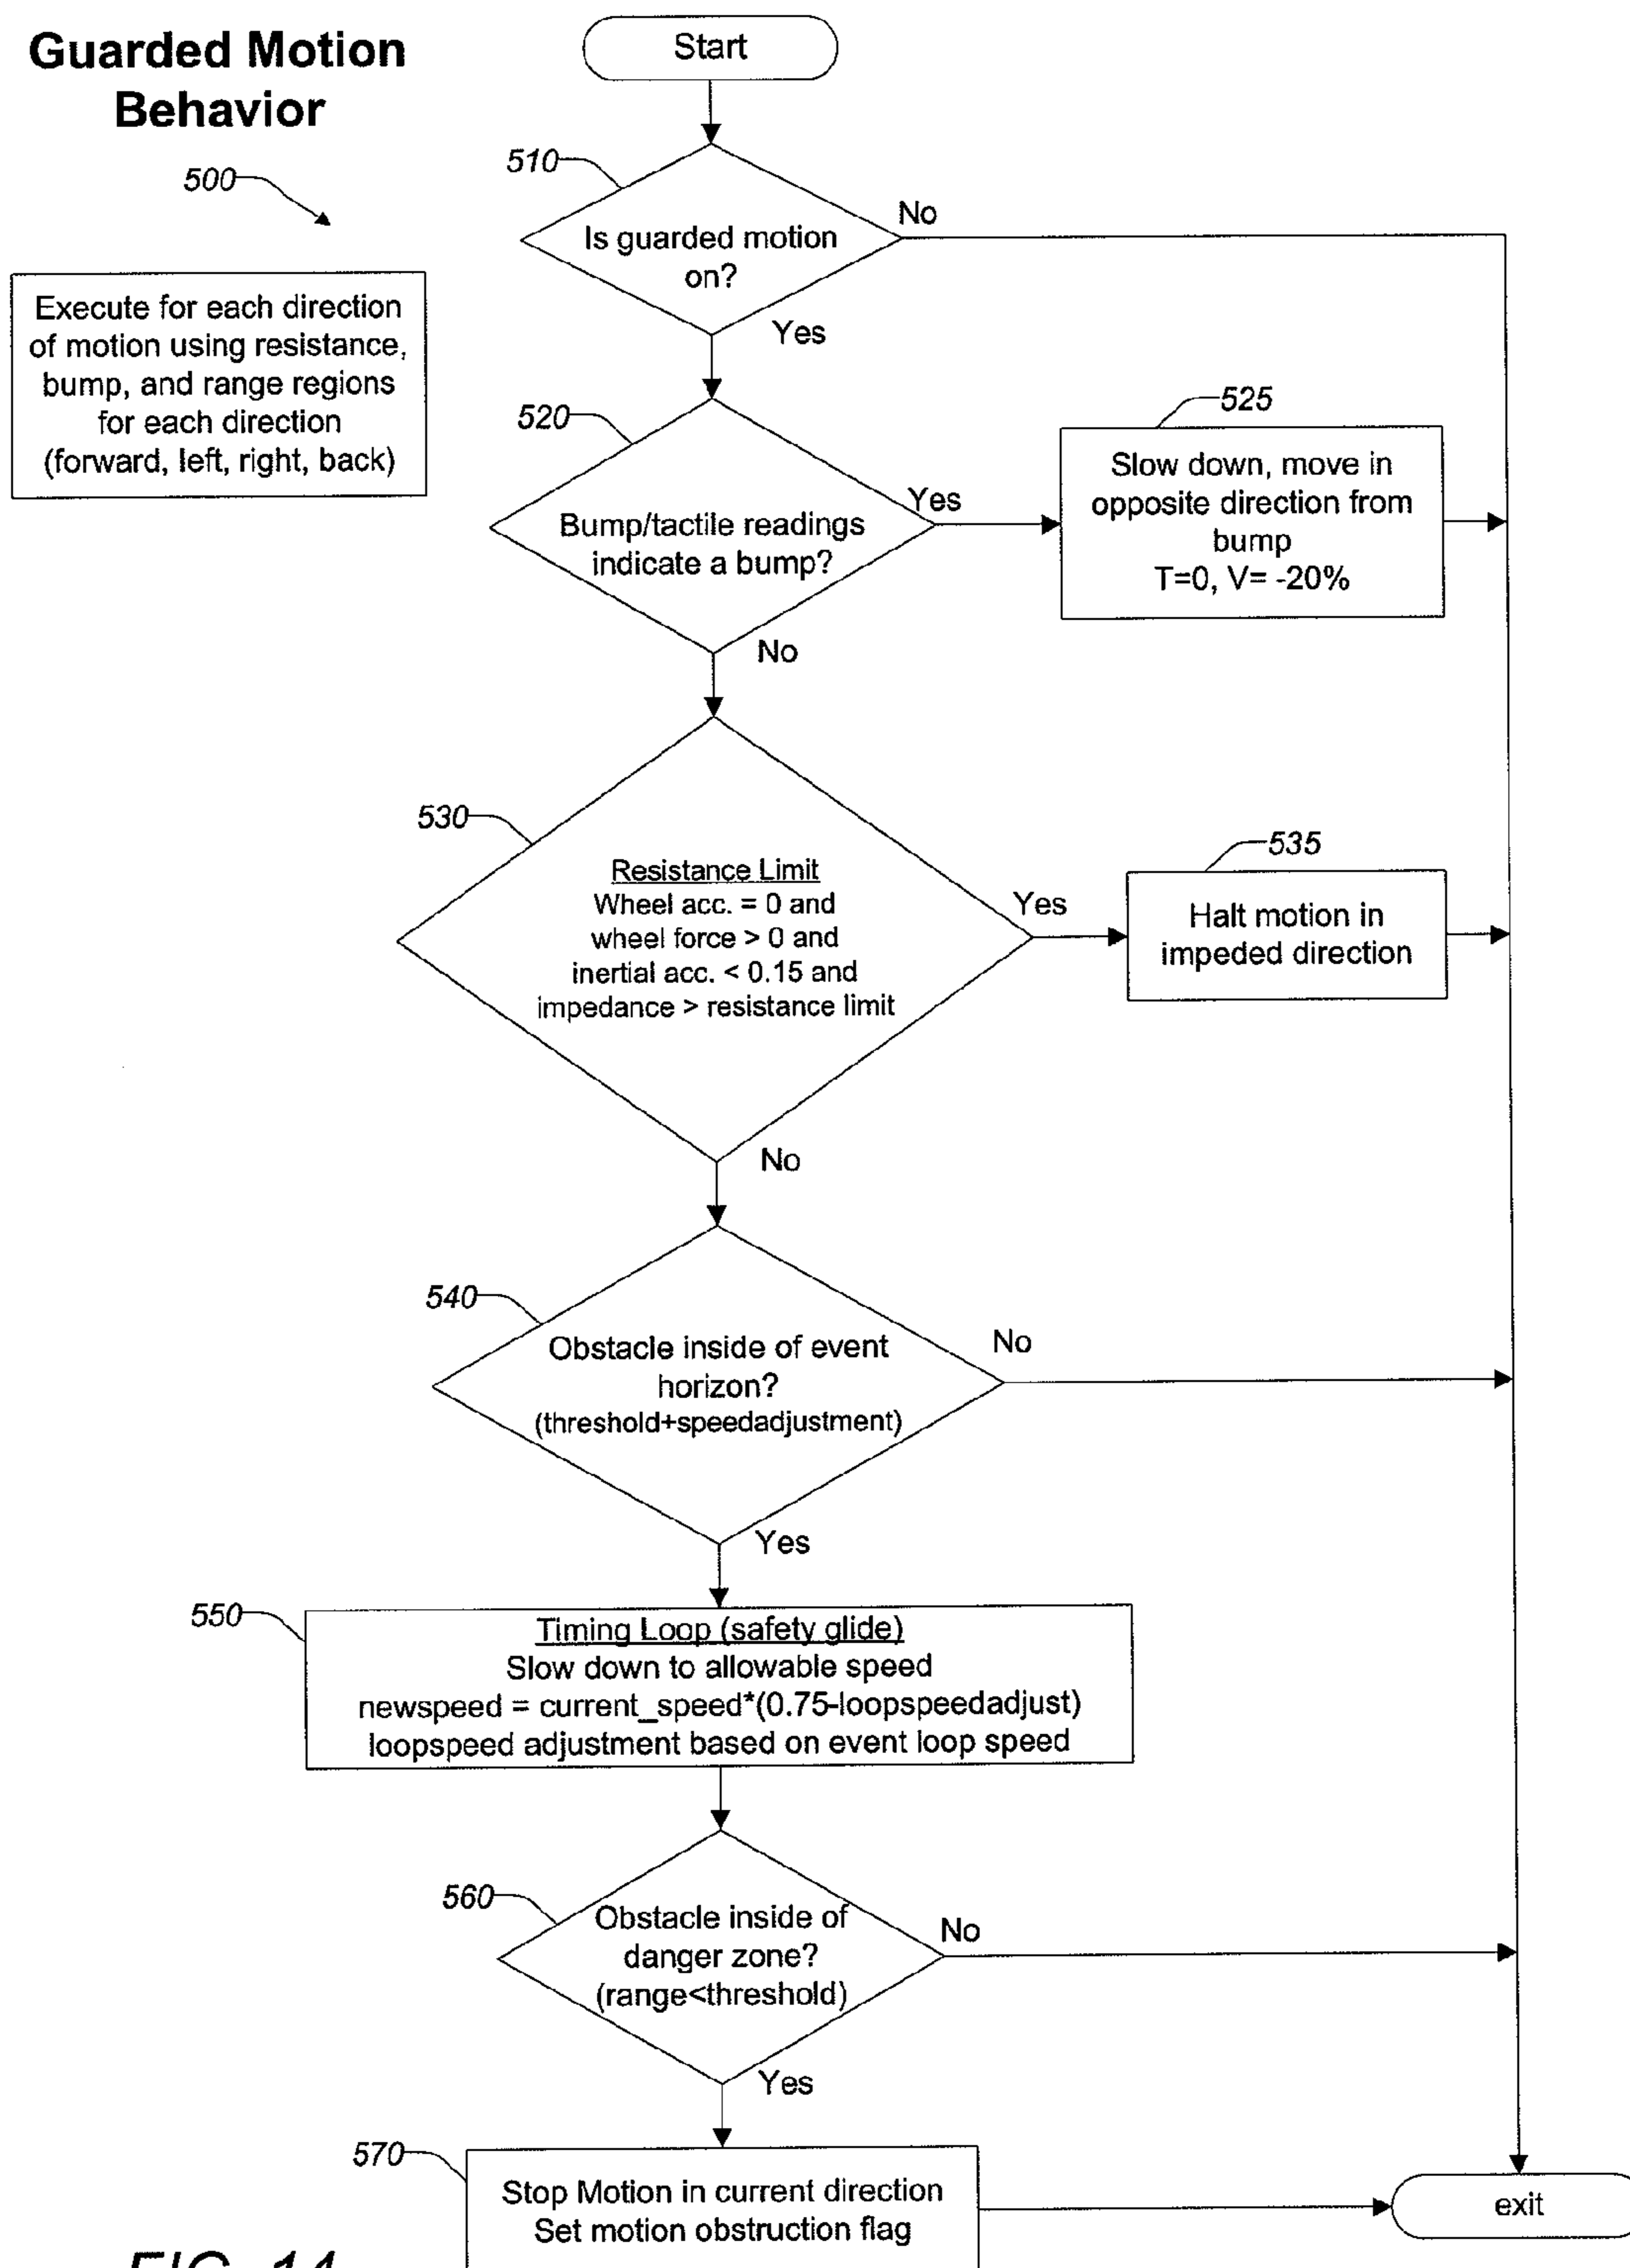 Guarded Motion
Behavior
500
Execute for each direction
of motion using resistance,
bump, and range regions
for each direction
(forward, left, right, back)
Start
510
Is guarded motion
on?
No
Yes
520
Bump/tactile readings
indicate a bump?
Yes
No
525
Slow down, move in
opposite direction from
bump
T=0, V= -20%
530
Resistance Limit
Wheel acc. = 0 and
wheel force > 0 and
inertial acc. < 0.15 and
impedance > resistance limit
Yes
No
535
Halt motion in
impeded direction
540
Obstacle inside of event
horizon?
(threshold+speedadjustment)
No
Yes
550
Timing Loop (safety glide)
Slow down to allowable speed
newspeed = current_speed*(0.75-loopspeedadjust)
loopspeed adjustment based on event loop speed
560
Obstacle inside of
danger zone?
(range<threshold)
No
Yes
570
Stop Motion in current direction
Set motion obstruction flag
exit
FIG. 14